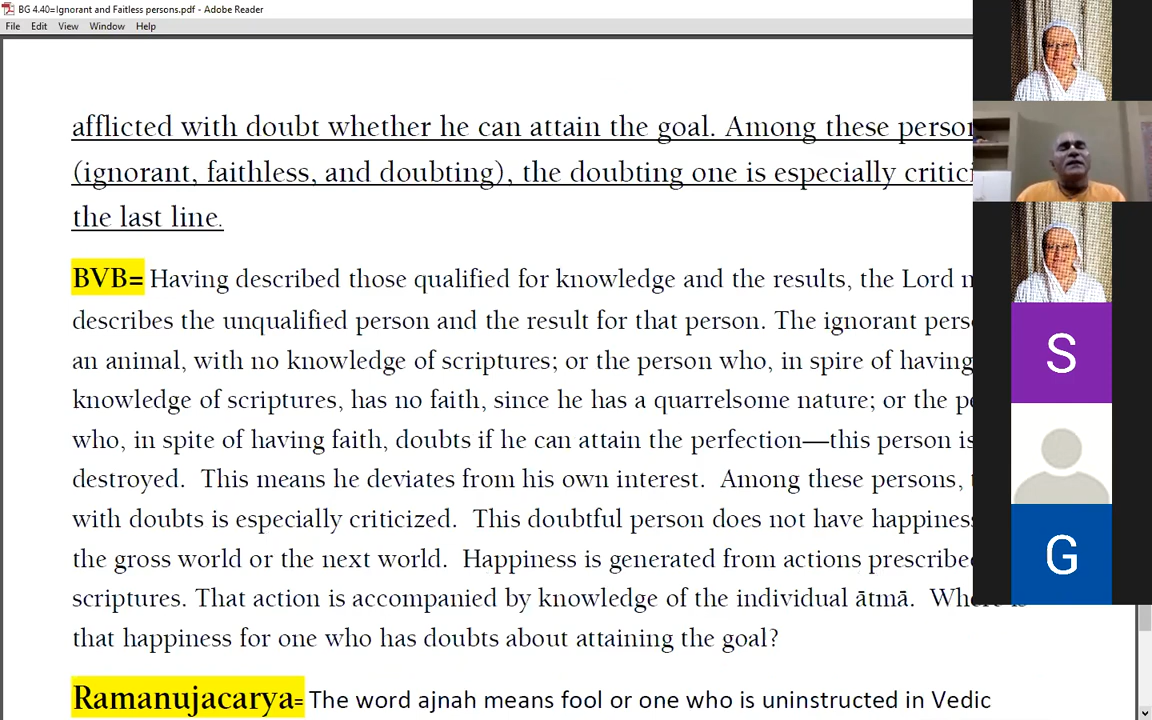 BG 4.40=Ignorant and Faitless persons.pdf - Adobe Reader
File Edit View Window Help
afflicted with doubt whether he can attain the goal. Among these
(ignorant, faithless, and doubting), the doubting one is especially
the last line.
BVB= Having described those qualified for knowledge and the results, the Lord
describes the unqualified person and the result for that person. The ignorant
an animal, with no knowledge of scriptures; or the person who, in spire of having
knowledge of scriptures, has no faith, since he has a quarrelsome nature; or the
who, in spite of having faith, doubts if he can attain the perfection—this person is
destroyed. This means he deviates from his own interest. Among these persons,
with doubts is especially criticized. This doubtful person does not have happiness
the gross world or the next world. Happiness is generated from actions prescribed
scriptures. That action is accompanied by knowledge of the individual ātmā.
that happiness for one who has doubts about attaining the goal?
Ramanujacarya= The word ajnah means fool or one who is uninstructed in Vedic
S
G